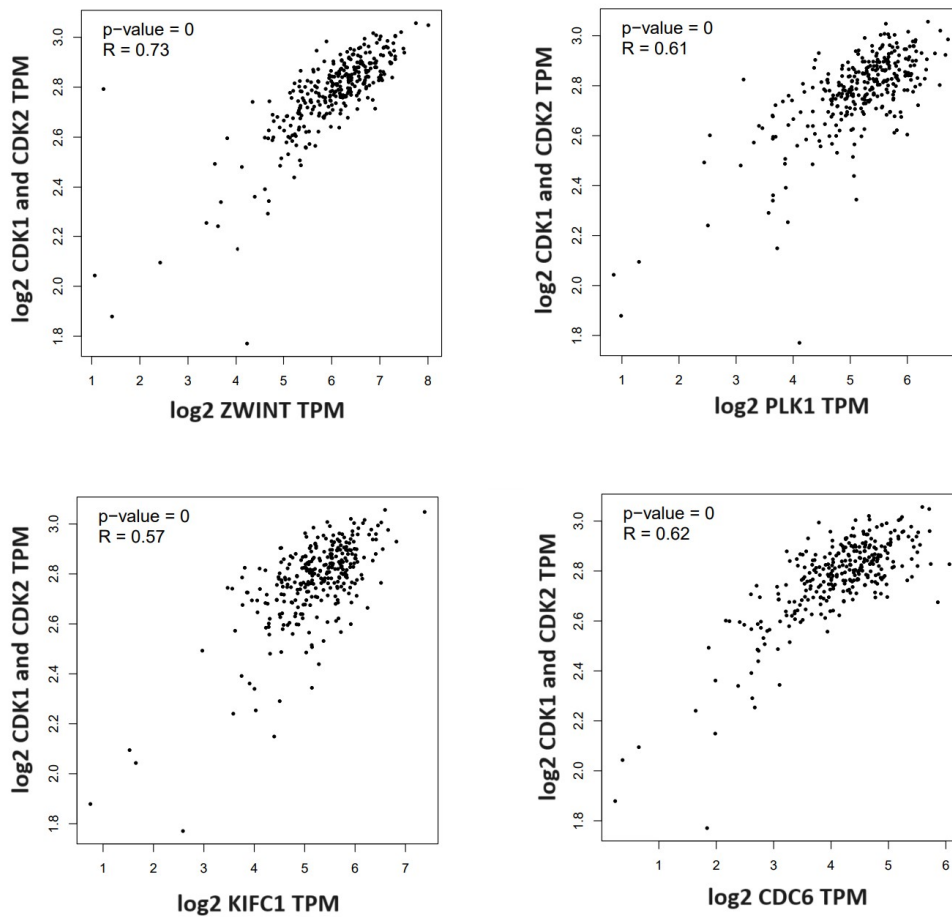 p-value = 0
R = 0.73
log2 CDK1 and CDK2 TPM
3.0
2.8
2.6
2.4
2.2
2.0
1.8
1 2 3 4 5 6 7 8
log2 ZWINT TPM
p-value = 0
R = 0.61
log2 CDK1 and CDK2 TPM
3.0
2.8
2.6
2.4
2.2
2.0
1.8
1 2 3 4 5 6
log2 PLK1 TPM
p-value = 0
R = 0.57
log2 CDK1 and CDK2 TPM
3.0
2.8
2.6
2.4
2.2
2.0
1.8
1 2 3 4 5 6 7
log2 KIFC1 TPM
p-value = 0
R = 0.62
log2 CDK1 and CDK2 TPM
3.0
2.8
2.6
2.4
2.2
2.0
1.8
1 2 3 4 5 6
log2 CDC6 TPM